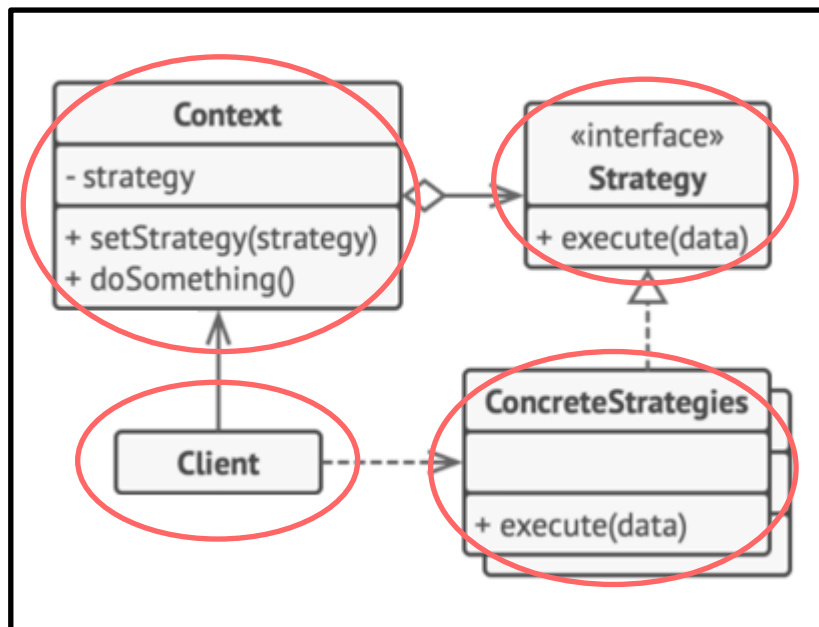 Context
- strategy
+ setStrategy(strategy)
+ doSomething()
«interface»
Strategy
+ execute(data)
Client
ConcreteStrategies
+ execute(data)